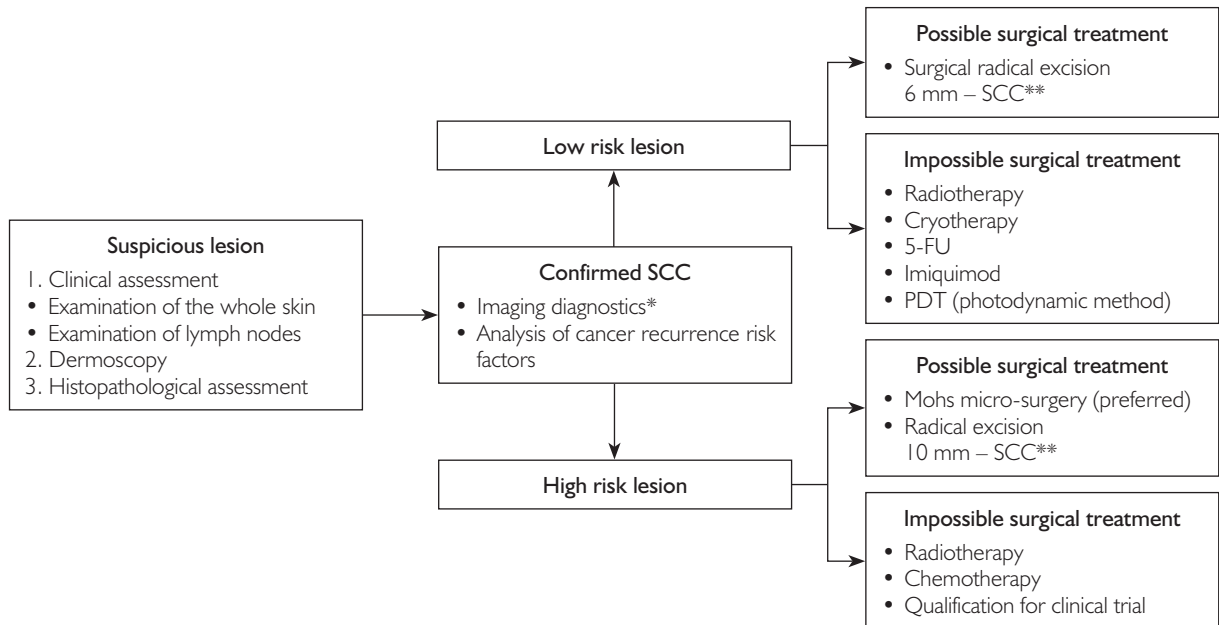 Suspicious lesion
1. Clinical assessment
• Examination of the whole skin
• Examination of lymph nodes
2. Dermoscopy
3. Histopathological assessment
Low risk lesion
Confirmed SCC
• Imaging diagnostics*
• Analysis of cancer recurrence risk
factors
High risk lesion
Possible surgical treatment
• Surgical radical excision
6 mm – SCC**
Impossible surgical treatment
• Radiotherapy
• Cryotherapy
• 5-FU
• Imiquimod
• PDT (photodynamic method)
Possible surgical treatment
• Mohs micro-surgery (preferred)
• Radical excision
10 mm – SCC**
Impossible surgical treatment
• Radiotherapy
• Chemotherapy
• Qualification for clinical trial